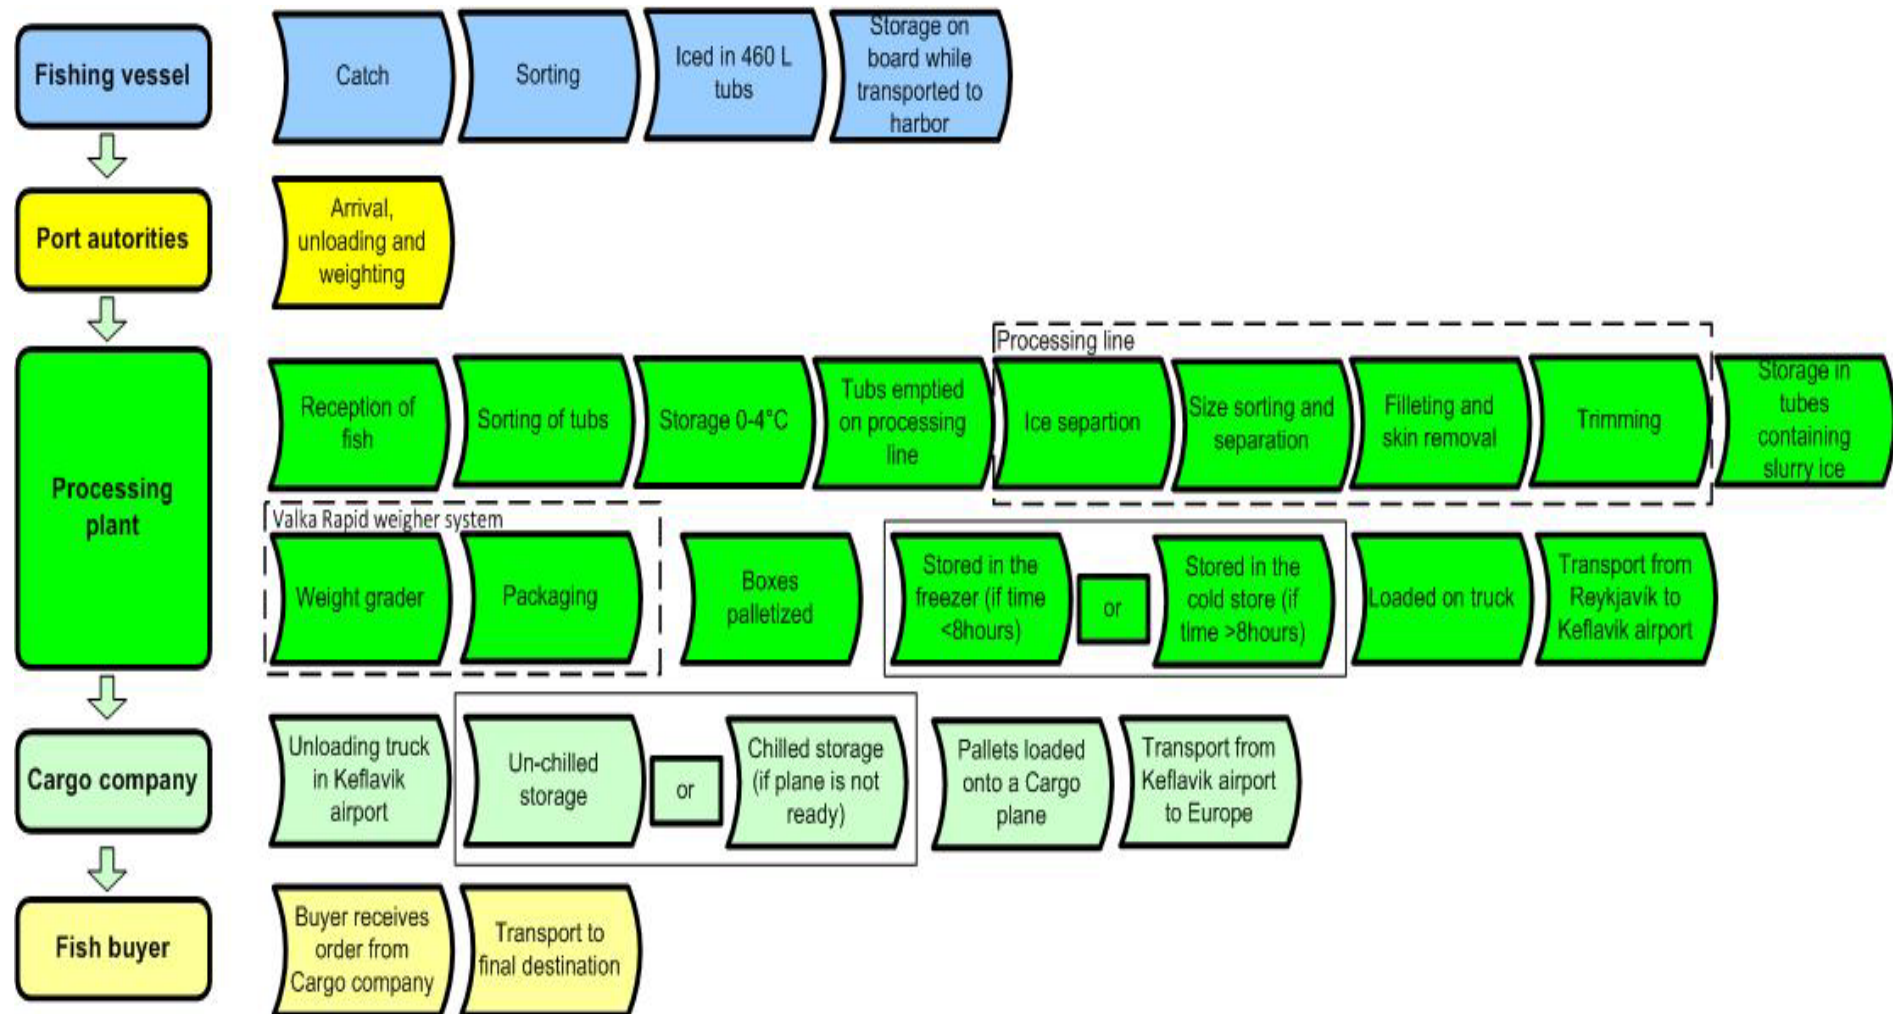 Fishing vessel
Catch
Sorting
Iced in 460 L
tubs
Storage on
board while
transported to
harbor
Port autorities
Arrival,
unloading and
weighting
Processing
plant
Reception of
fish
Sorting of tubs
Storage 0-4°C
Tubs emptied
on processing
line
Processing line
Ice separtion
Size sorting and
separation
Filleting and
skin removal
Trimming
Storage in
tubes
containing
slurry ice
Valka Rapid weigher system
Weight grader
Packaging
Boxes
palletized
Stored in the
freezer (if time
<8hours)
or
Stored in the
cold store (if
time >8hours)
Loaded on truck
Transport from
Reykjavík to
Keflavik airport
Cargo company
Unloading truck
in Keflavik
airport
Un-chilled
storage
or
Chilled storage
(if plane is not
ready)
Pallets loaded
onto a Cargo
plane
Transport from
Keflavik airport
to Europe
Fish buyer
Buyer receives
order from
Cargo company
Transport to
final destination